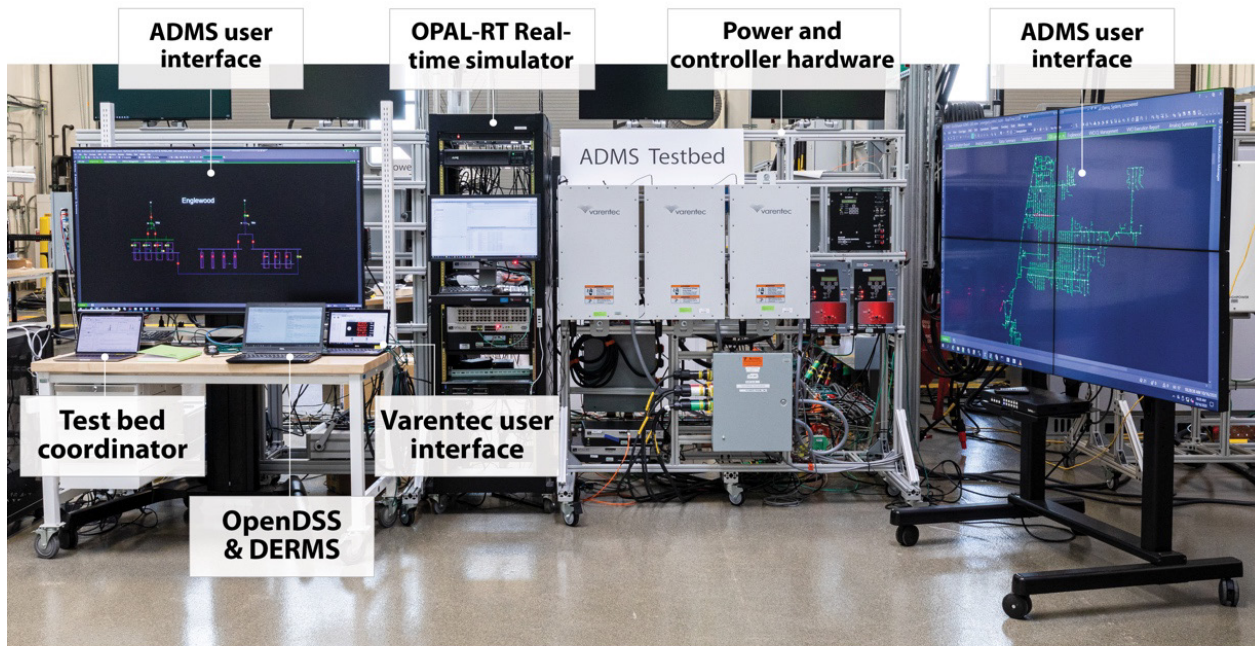 ADMS user
interface
OPAL-RT Real-
time simulator
Power and
controller hardware
ADMS user
interface
ADMS Testbed
Englewood
varentec
varentec
varentec
Test bed
coordinator
Varentec user
interface
OpenDSS
& DERMS